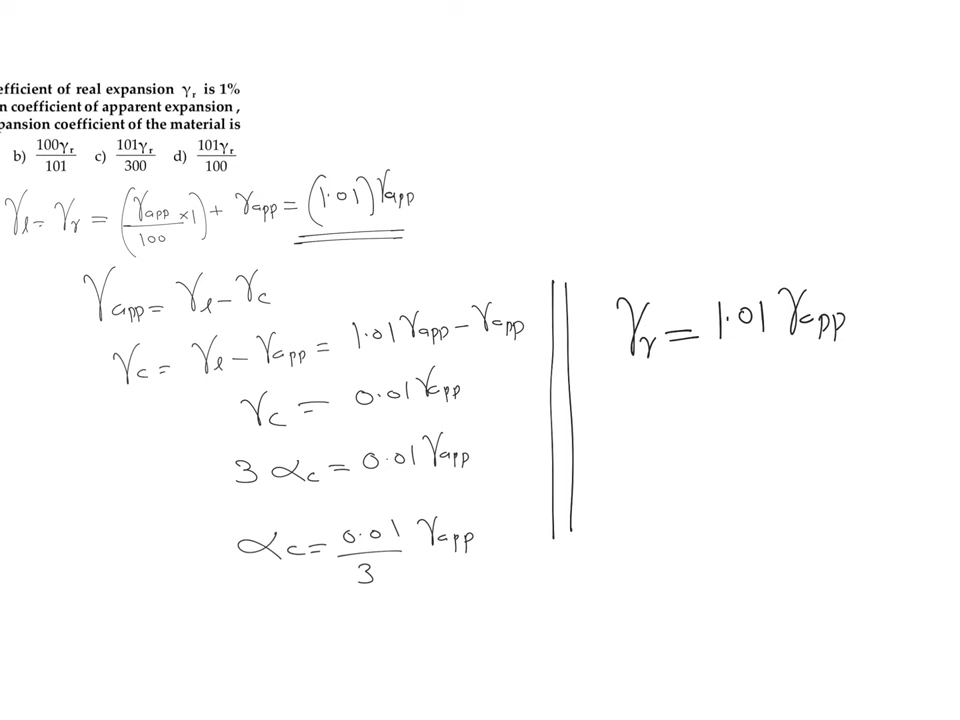 efficient of real expansion γᵣ is 1%
n coefficient of apparent expansion ,
pansion coefficient of the material is
b) 100γᵣ/101 c) 101γᵣ/300 d) 101γᵣ/100
γₗ = γᵣ = (γapp/100 × 1) + γapp = (1.01) γapp
γapp = γₗ − γc
γc = γₗ − γapp = 1.01 γapp − γapp
γc = 0.01 γapp
3 αc = 0.01 γapp
αc = 0.01/3 γapp
γᵣ = 1.01 γapp